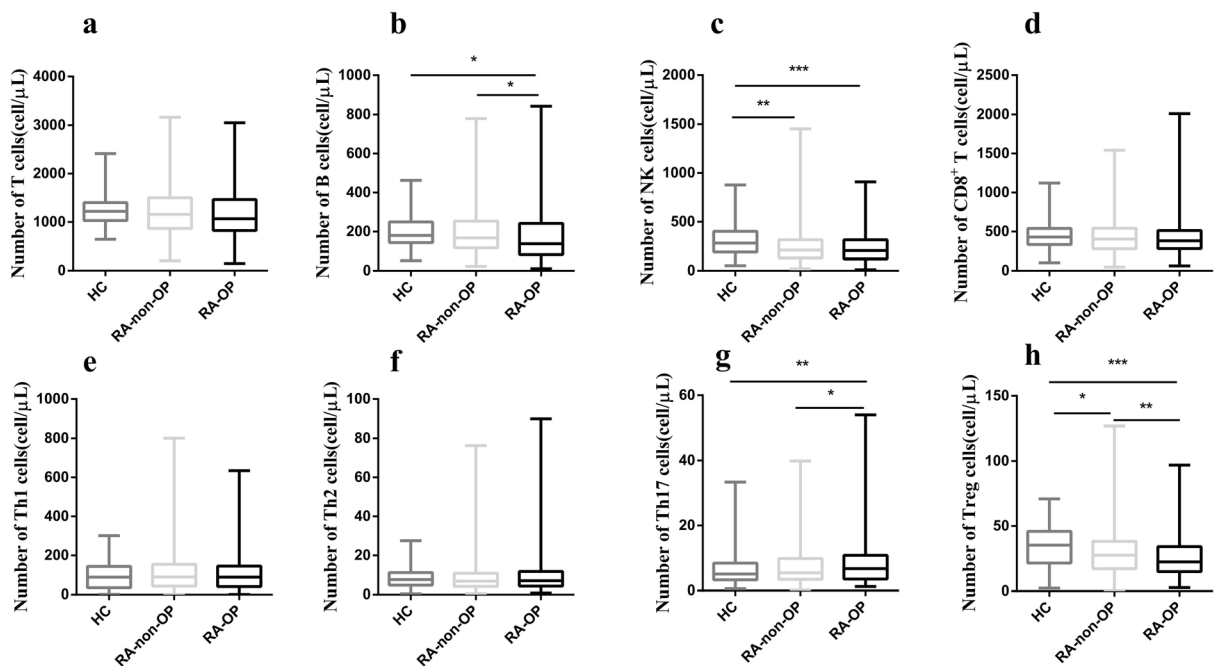 a
Number of T cells(cell/μL)
4000
3000
2000
1000
0
HC
RA-non-OP
RA-OP
b
Number of B cells(cell/μL)
1000
800
600
400
200
0
*
*
HC
RA-non-OP
RA-OP
c
Number of NK cells(cell/μL)
2000
1500
1000
500
0
***
**
HC
RA-non-OP
RA-OP
d
Number of CD8⁺ T cells(cell/μL)
2500
2000
1500
1000
500
0
HC
RA-non-OP
RA-OP
e
Number of Th1 cells(cell/μL)
1000
800
600
400
200
0
HC
RA-non-OP
RA-OP
f
Number of Th2 cells(cell/μL)
100
80
60
40
20
0
HC
RA-non-OP
RA-OP
g
Number of Th17 cells(cell/μL)
60
40
20
0
**
*
HC
RA-non-OP
RA-OP
h
Number of Treg cells(cell/μL)
150
100
50
0
***
*
**
HC
RA-non-OP
RA-OP